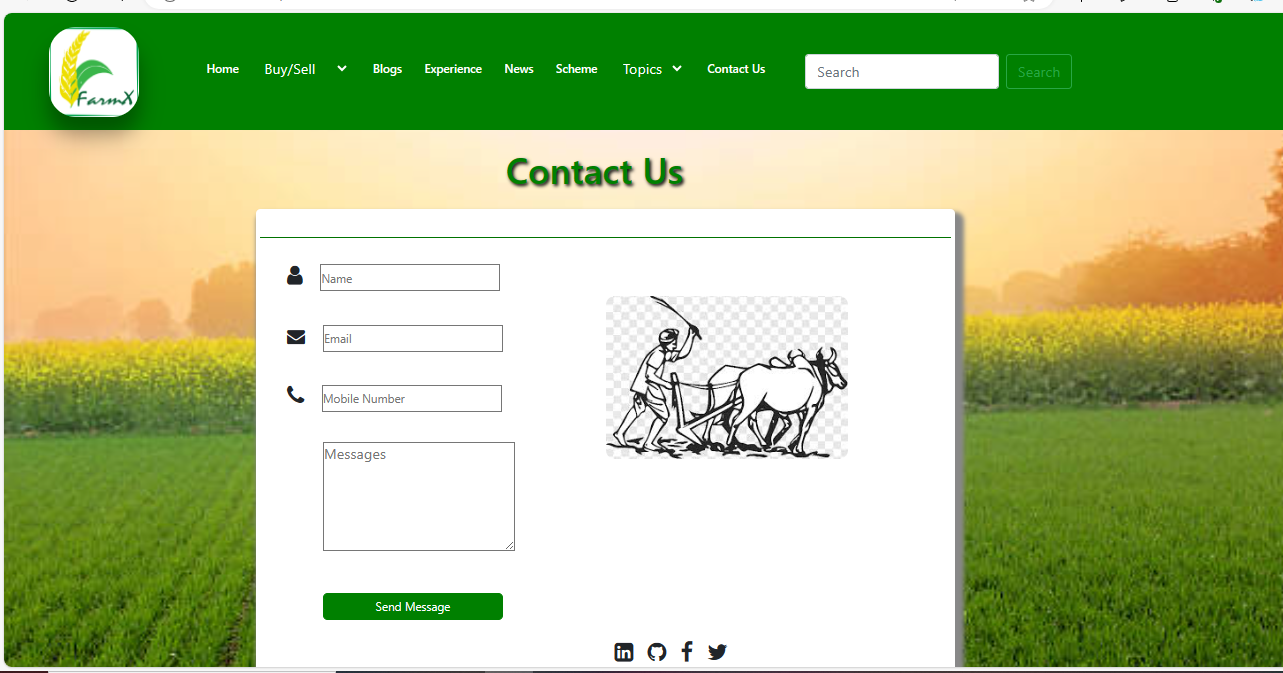 FarmX
Home Buy/Sell Blogs Experience News Scheme Topics Contact Us Search Search
Contact Us
Name
Email
Mobile Number
Messages
Send Message